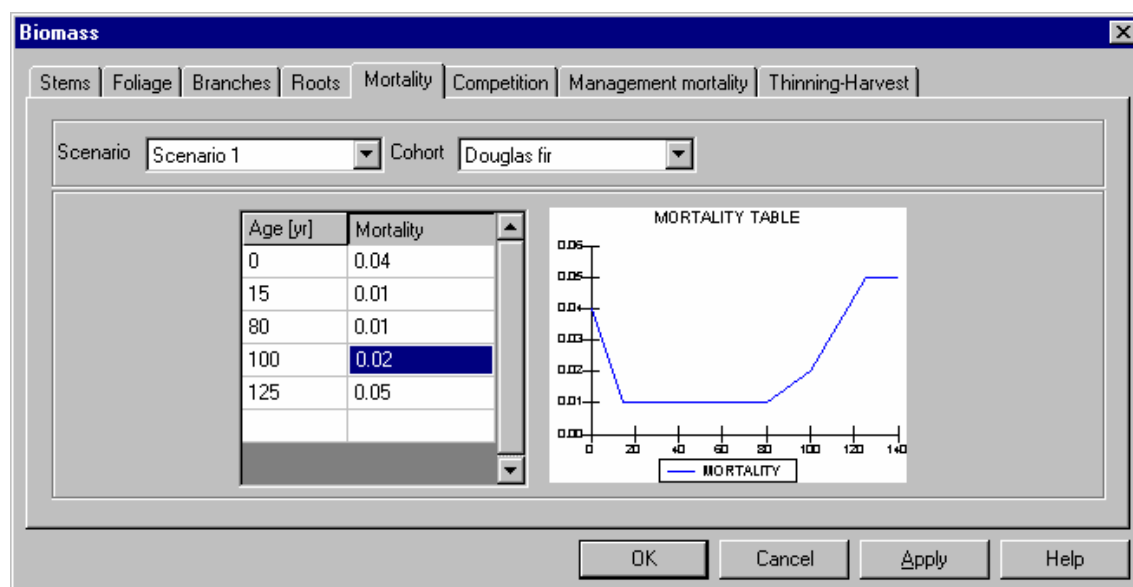 Biomass
Stems Foliage Branches Roots Mortality Competition Management mortality Thinning-Harvest
Scenario Scenario 1 Cohort Douglas fir
Age [yr] Mortality
0 0.04
15 0.01
80 0.01
100 0.02
125 0.05
MORTALITY TABLE
0.06
0.05
0.04
0.03
0.02
0.01
0.00
0 20 40 60 80 100 120 140
MORTALITY
OK Cancel Apply Help